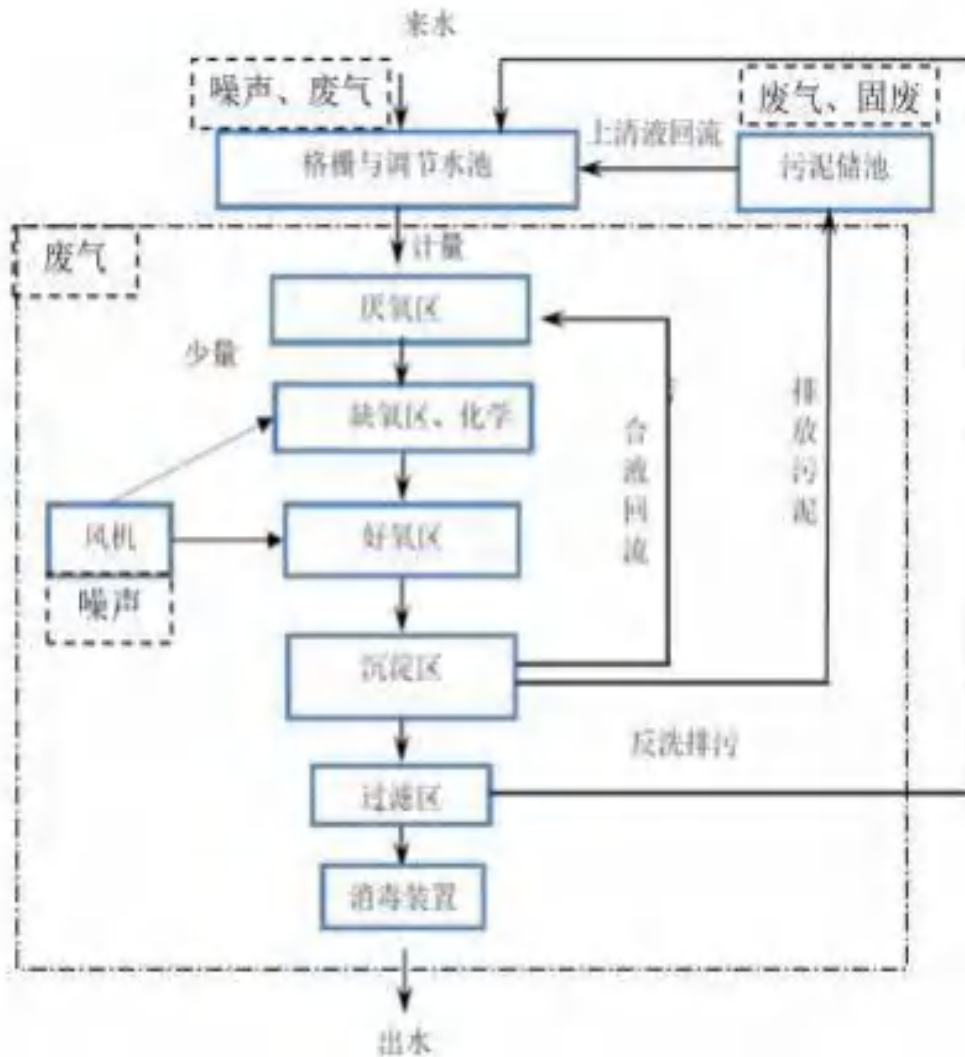 来水
噪声、废气
废气、固废
上清液回流
格栅与调节水池
污泥储池
废气
计量
厌氧区
少量
缺氧区、化学
合液回流
排放污泥
风机
好氧区
噪声
沉淀区
反洗排污
过滤区
消毒装置
出水